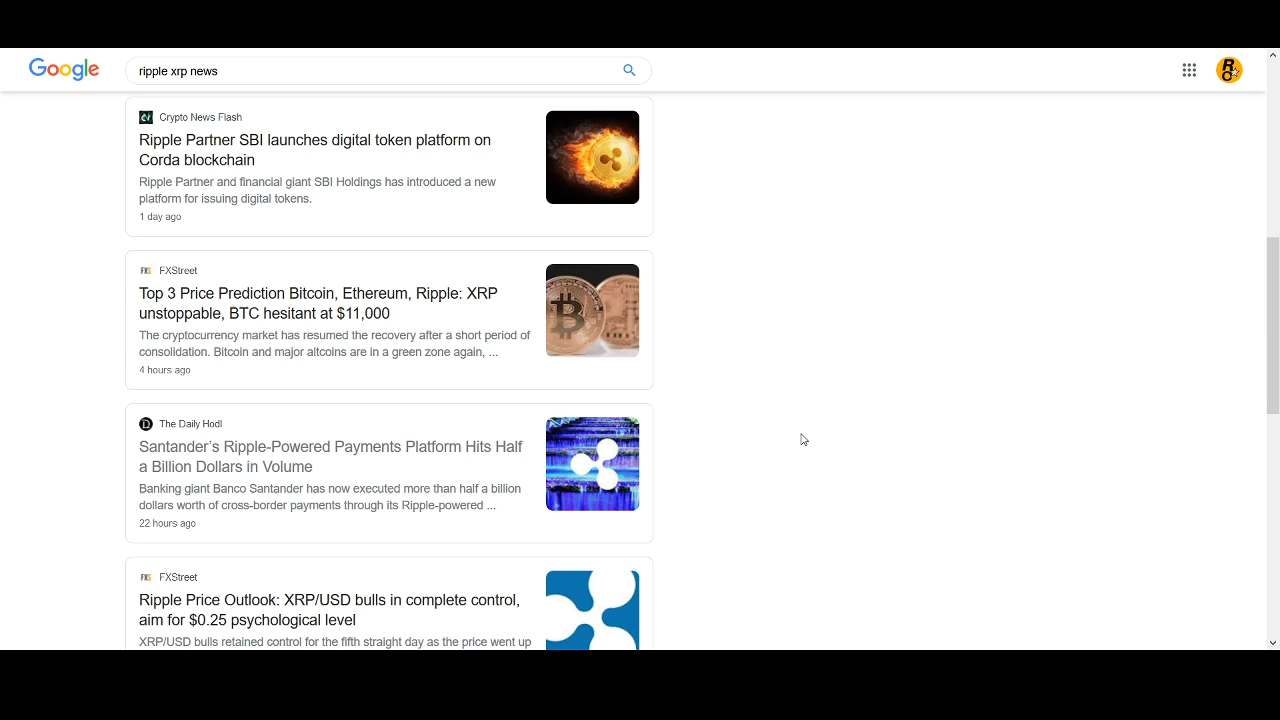 Google
ripple xrp news
Crypto News Flash
Ripple Partner SBI launches digital token platform on
Corda blockchain
Ripple Partner and financial giant SBI Holdings has introduced a new
platform for issuing digital tokens.
1 day ago
FXS FXStreet
Top 3 Price Prediction Bitcoin, Ethereum, Ripple: XRP
unstoppable, BTC hesitant at $11,000
The cryptocurrency market has resumed the recovery after a short period of
consolidation. Bitcoin and major altcoins are in a green zone again, ...
4 hours ago
D The Daily Hodl
Santander's Ripple-Powered Payments Platform Hits Half
a Billion Dollars in Volume
Banking giant Banco Santander has now executed more than half a billion
dollars worth of cross-border payments through its Ripple-powered ...
22 hours ago
FXS FXStreet
Ripple Price Outlook: XRP/USD bulls in complete control,
aim for $0.25 psychological level
XRP/USD bulls retained control for the fifth straight day as the price went up